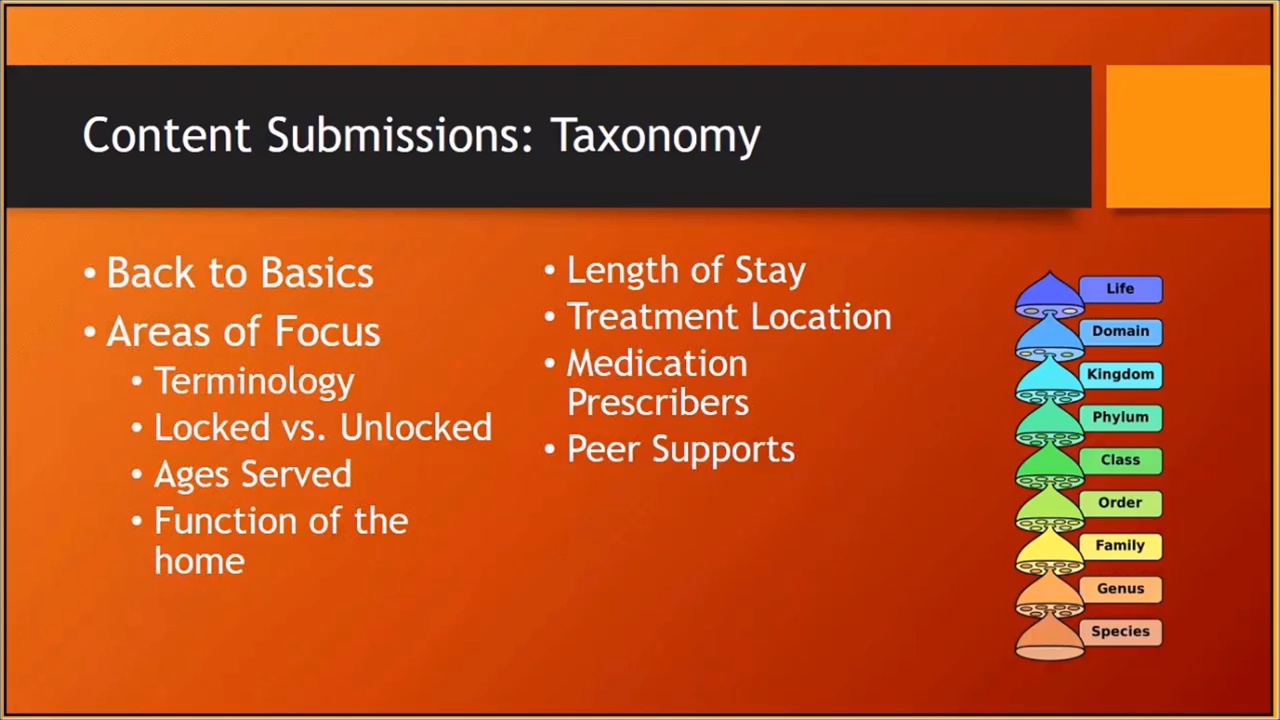 Content Submissions: Taxonomy
• Back to Basics
• Areas of Focus
• Terminology
• Locked vs. Unlocked
• Ages Served
• Function of the
home
• Length of Stay
• Treatment Location
• Medication
Prescribers
• Peer Supports
Life
Domain
Kingdom
Phylum
Class
Order
Family
Genus
Species